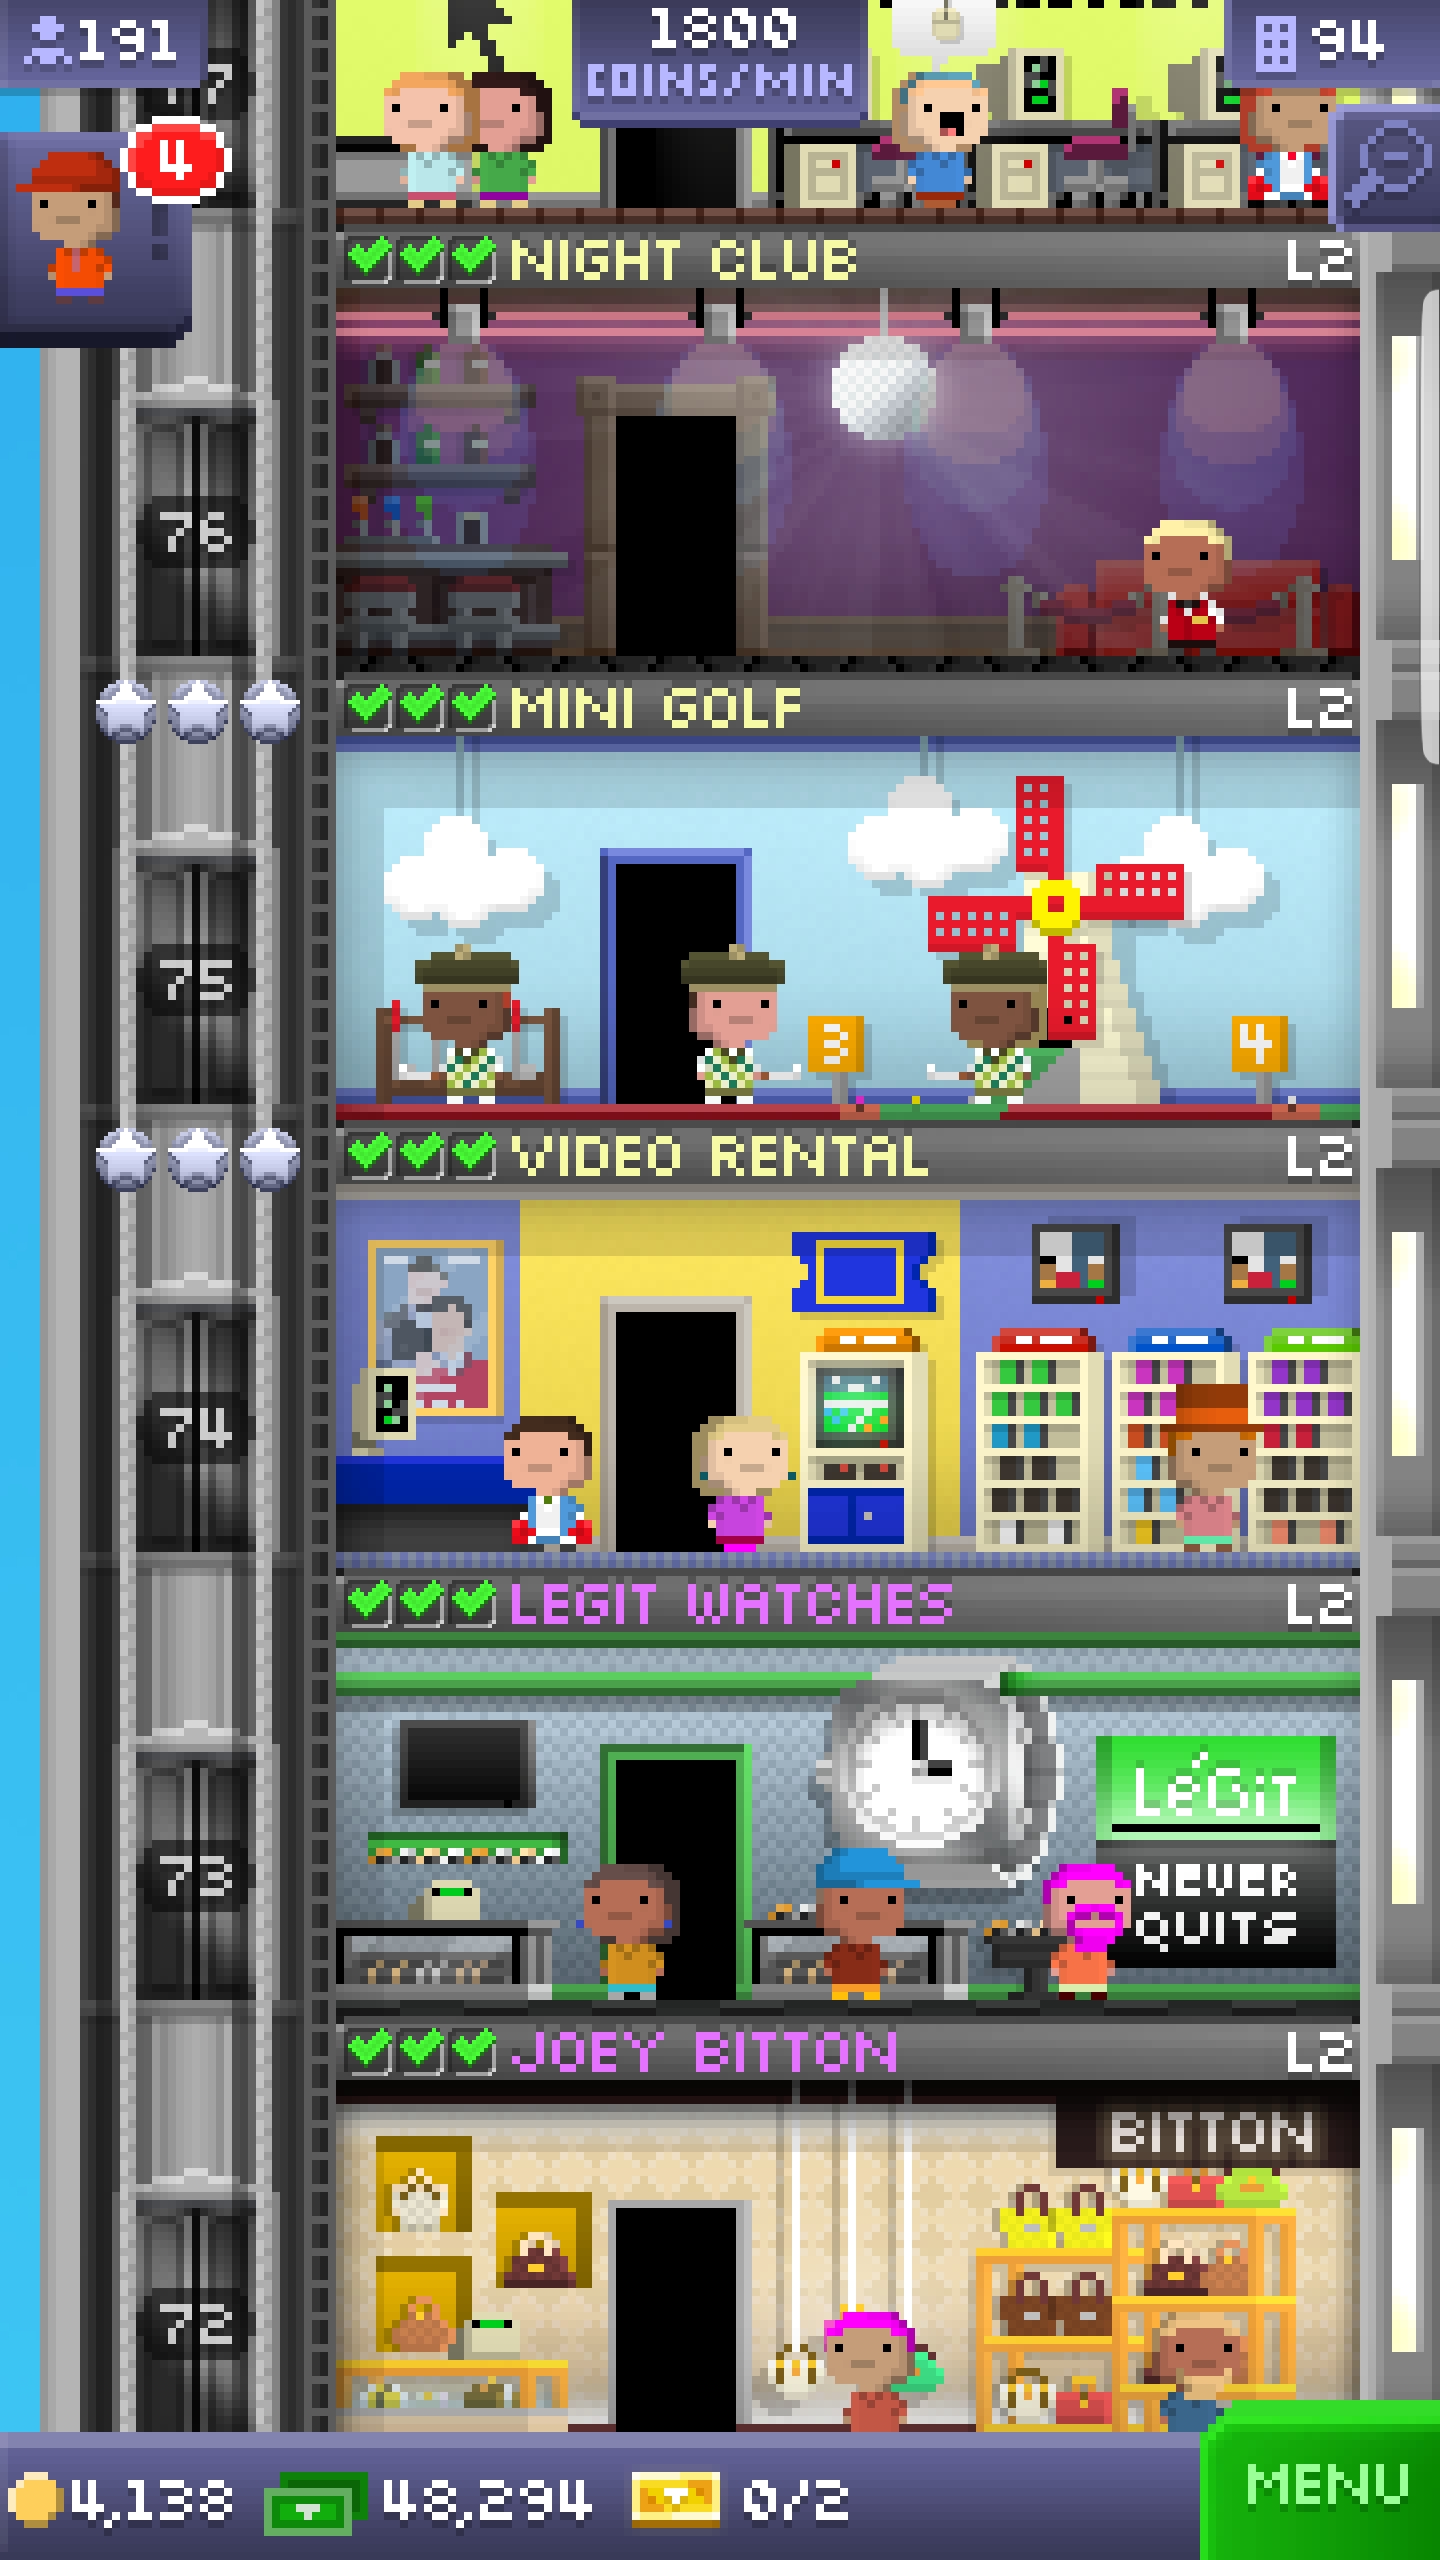 191
1800
COINS/MIN
94
4
NIGHT CLUB L2
76
MINI GOLF L2
75
3
4
VIDEO RENTAL L2
74
LEGIT WATCHES L2
LéGiT
NEVER
QUITS
73
JOEY BITTON L2
BITTON
72
4,138 48,294 0/2
MENU